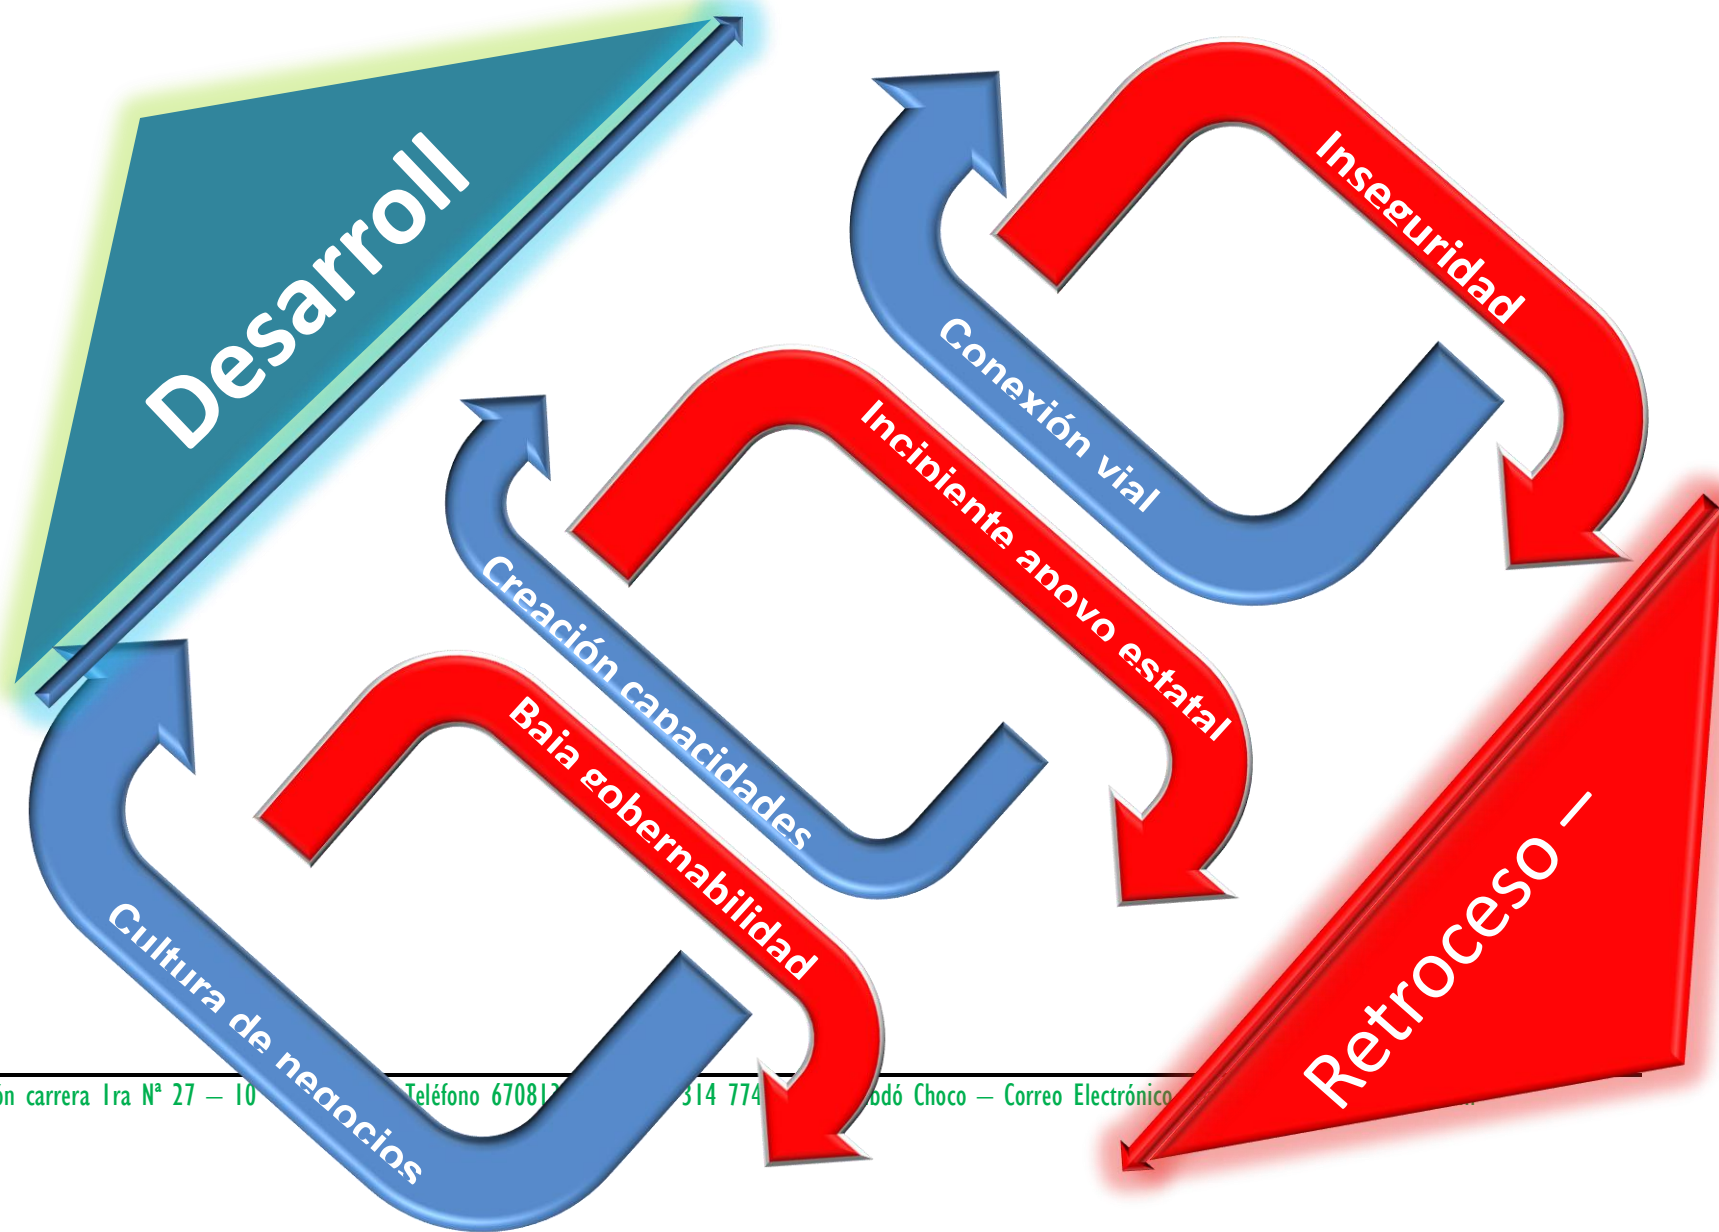 Desarroll
Inseguridad
Conexión vial
Incipiente apoyo estatal
Creación capacidades
Baja gobernabilidad
Cultura de negocios
Retroceso –
carrera 1ra Nª 27 – 10 Teléfono 314 774 Choco – Correo Electrónico